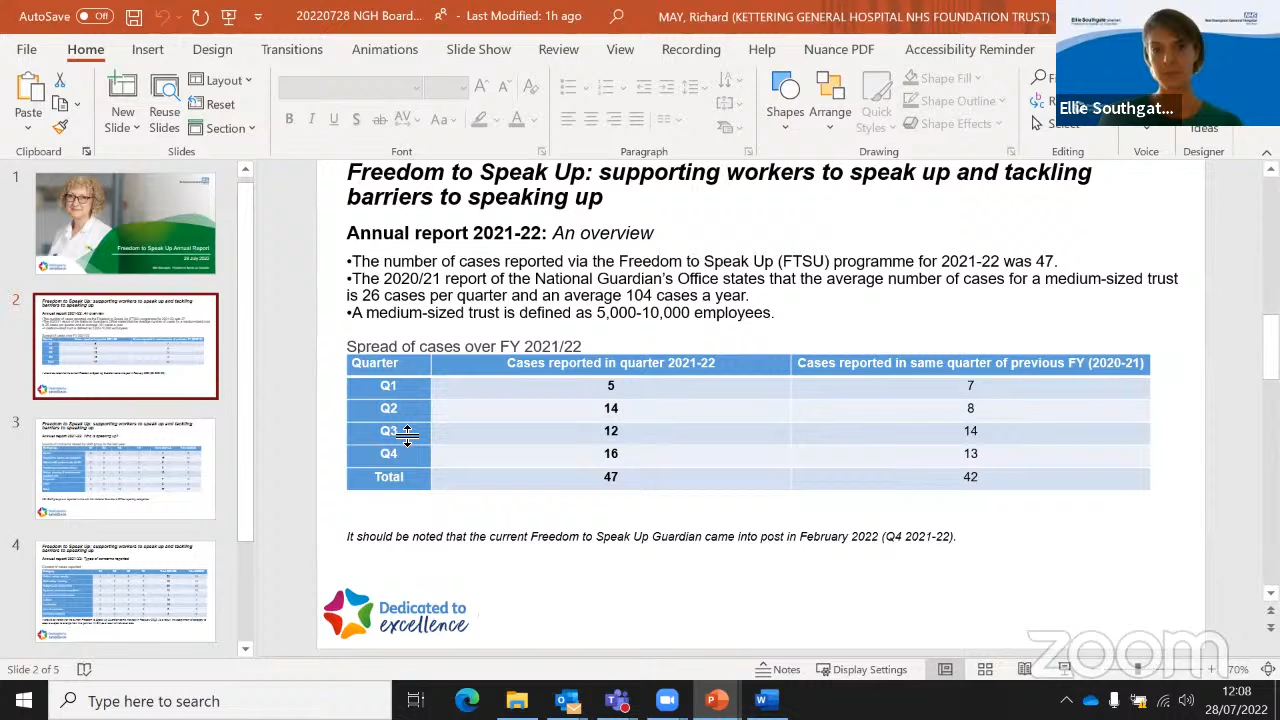 20220728 NGH Board... - Last Modified: 1h ago MAY, Richard (KETTERING GENERAL HOSPITAL NHS FOUNDATION TRUST)
File Home Insert Design Transitions Animations Slide Show Review View Recording Help Nuance PDF Accessibility Reminder
Ellie Southgat...
Paste New Slide Reuse Slides Layout Reset Section
Shapes Arrange Styles Shape Fill Shape Outline Shape Effects
Select Ideas
Clipboard Slides Font Paragraph Drawing Editing Voice Designer
1
Freedom to Speak Up Annual Report
28 July 2022
2
3
Freedom to Speak Up: supporting workers to speak up and tackling
barriers to speaking up
Annual report 2021-22: An overview
•The number of cases reported via the Freedom to Speak Up (FTSU) programme for 2021-22 was 47.
•The 2020/21 report of the National Guardian's Office states that the average number of cases for a medium-sized trust
is 26 cases per quarter and an average 104 cases a year.
•A medium-sized trust is defined as 5,000-10,000 employees.
Spread of cases over FY 2021/22
Quarter Cases reported in quarter 2021-22 Cases reported in same quarter of previous FY (2020-21)
Q1 5 7
Q2 14 8
Q3 12 14
Q4 16 13
Total 47 42
It should be noted that the current Freedom to Speak Up Guardian came into post in February 2022 (Q4 2021-22).
Dedicated to
excellence
zoom
Slide 2 of 5 Notes Display Settings 70%
Type here to search
12:08
28/07/2022